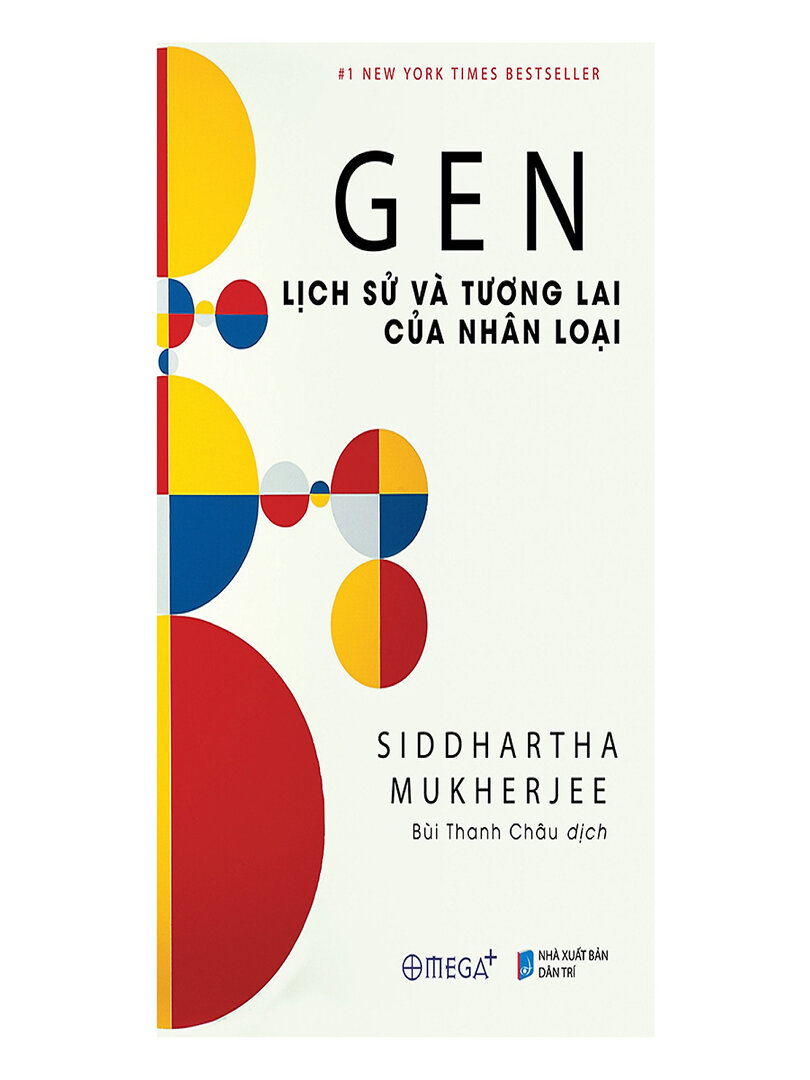 #1 NEW YORK TIMES BESTSELLER
GEN
LỊCH SỬ VÀ TƯƠNG LAI
CỦA NHÂN LOẠI
SIDDHARTHA
MUKHERJEE
Bùi Thanh Châu dịch
OMEGA+
NHÀ XUẤT BẢN
DÂN TRÍ